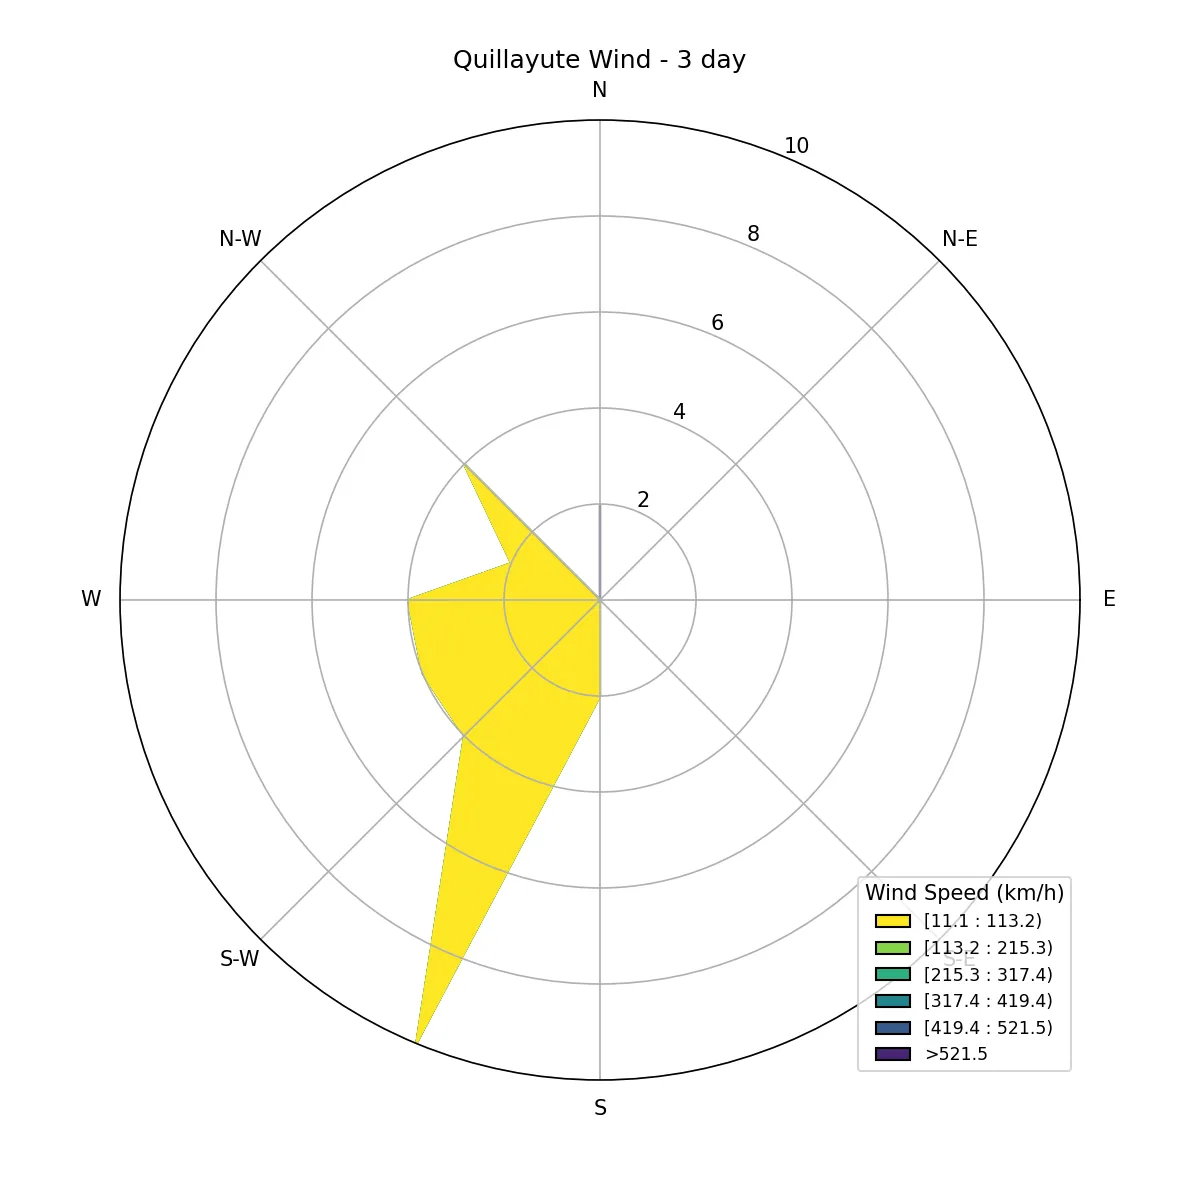 Quillayute Wind - 3 day
N
10
N-W
8
N-E
6
4
2
W
E
S-W
S-E
S
Wind Speed (km/h)
[11.1 : 113.2)
[113.2 : 215.3)
[215.3 : 317.4)
[317.4 : 419.4)
[419.4 : 521.5)
>521.5